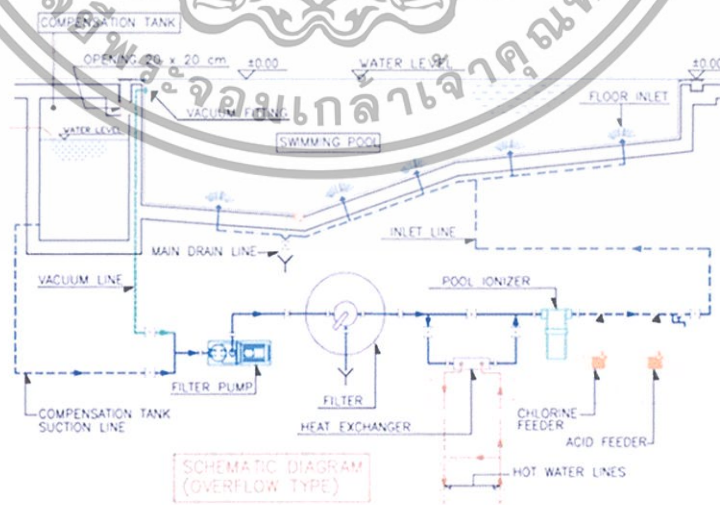 COMPENSATION TANK
OPENING 20 x 20 cm
±0.00
WATER LEVEL
±0.00
พระจอมเกล้าเจ้าคุณ
VACUUM FITTING
FLOOR INLET
WATER LEVEL
SWIMMING POOL
INLET LINE
MAIN DRAIN LINE
VACUUM LINE
POOL IONIZER
FILTER PUMP
FILTER
HEAT EXCHANGER
COMPENSATION TANK
SUCTION LINE
CHLORINE
FEEDER
ACID FEEDER
SCHEMATIC DIAGRAM
(OVERFLOW TYPE)
HOT WATER LINES